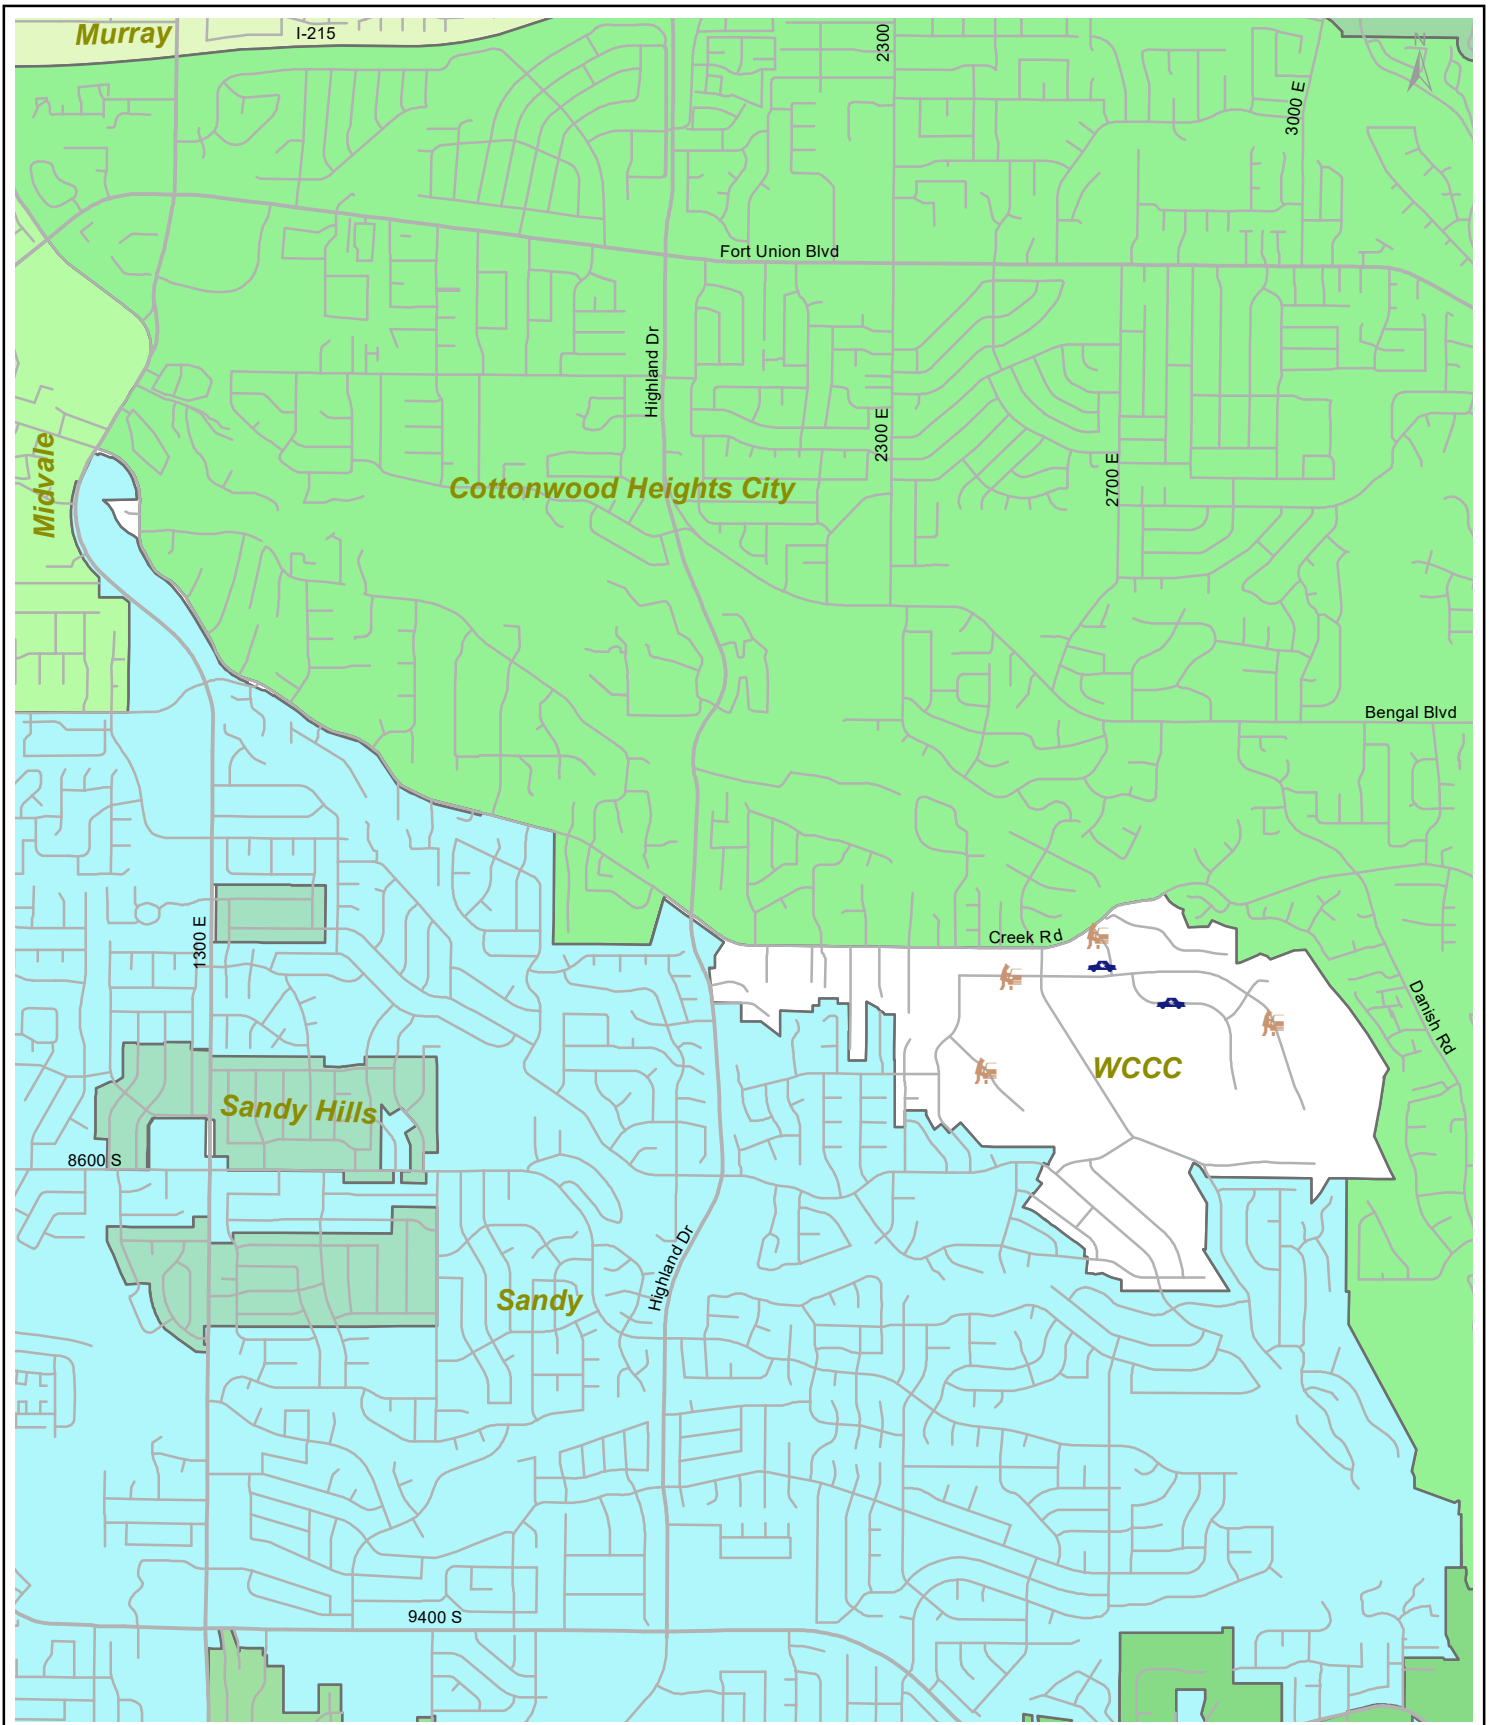 Murray
I-215
2300
N
3000 E
Fort Union Blvd
Highland Dr
2300 E
Midvale
2700 E
Cottonwood Heights City
Bengal Blvd
1300 E
Creek Rd
Danish Rd
WCCC
Sandy Hills
8600 S
Highland Dr
Sandy
9400 S